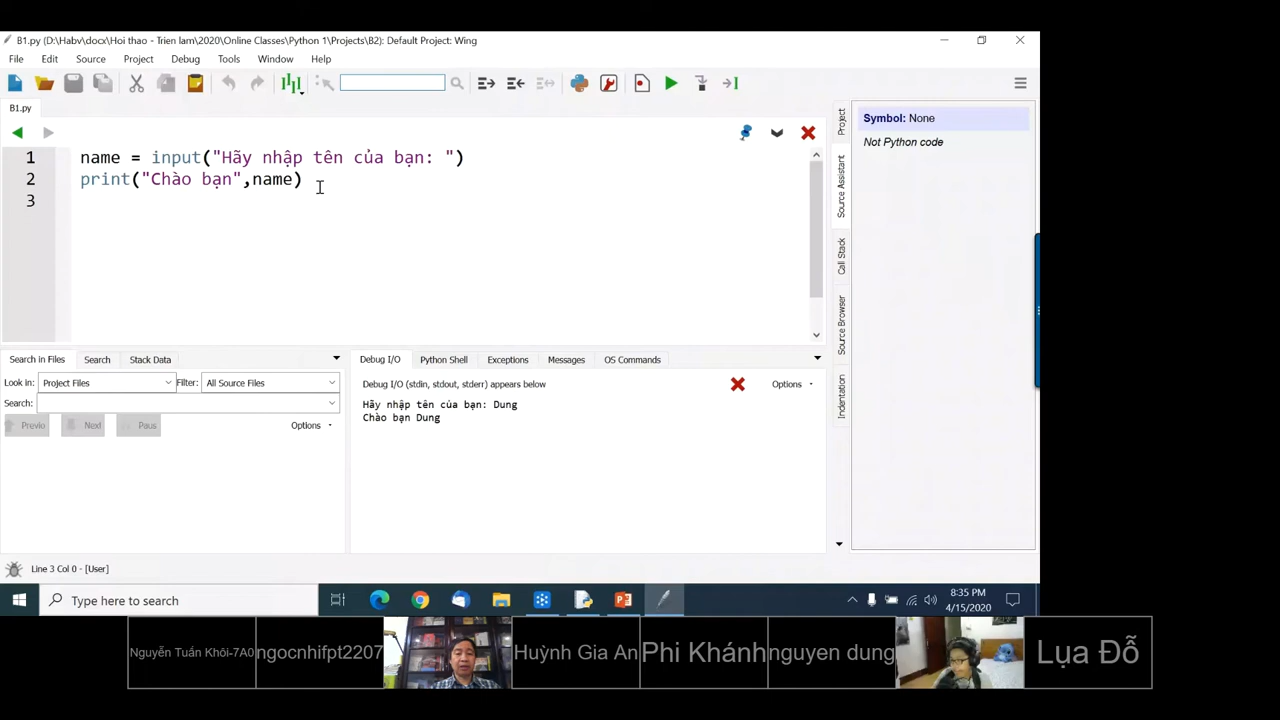 B1.py (D:\Habv\docx\Hoi thao - Trien lam\2020\Online Classes\Python 1\Projects\B2): Default Project: Wing
File Edit Source Project Debug Tools Window Help
B1.py
1 name = input("Hãy nhập tên của bạn: ")
2 print("Chào bạn",name)
3
Symbol: None
Not Python code
Project
Source Assistant
Call Stack
Source Browser
Indentation
Search in Files Search Stack Data
Look in: Project Files Filter: All Source Files
Search:
Previo Next Paus Options
Debug I/O Python Shell Exceptions Messages OS Commands
Debug I/O (stdin, stdout, stderr) appears below Options
Hãy nhập tên của bạn: Dung
Chào bạn Dung
Line 3 Col 0 - [User]
Type here to search
8:35 PM
4/15/2020
Nguyễn Tuấn Khôi-7A0 ngocnhifpt2207 Huỳnh Gia An Phi Khánh nguyen dung Lụa Đỗ